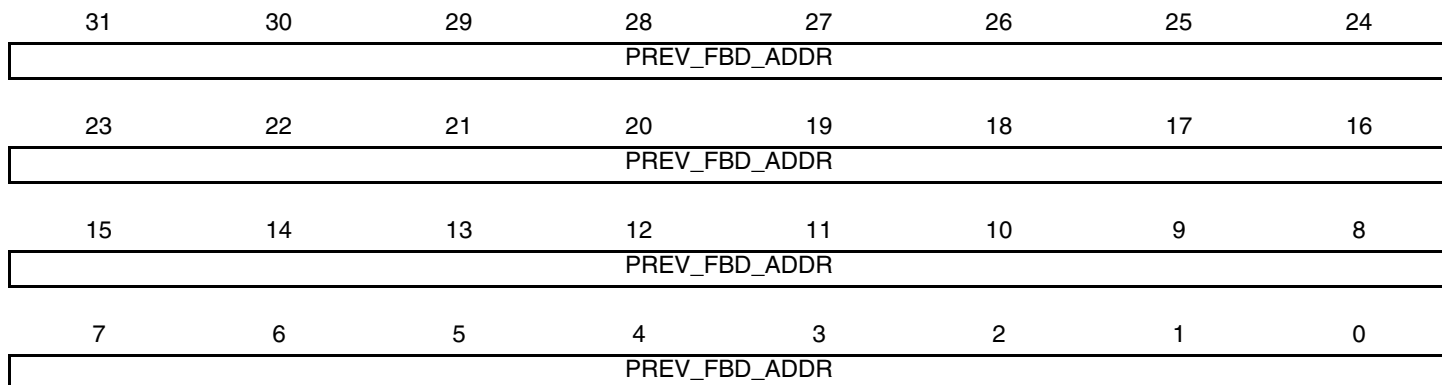 31 30 29 28 27 26 25 24
PREV_FBD_ADDR
23 22 21 20 19 18 17 16
PREV_FBD_ADDR
15 14 13 12 11 10 9 8
PREV_FBD_ADDR
7 6 5 4 3 2 1 0
PREV_FBD_ADDR